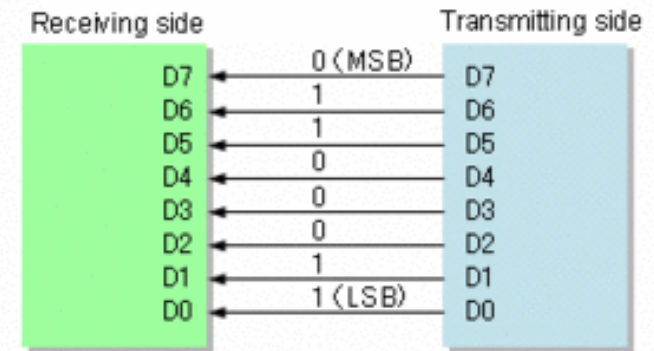 Receiving side Transmitting side
0 (MSB)
D7 D7
1
D6 D6
1
D5 D5
0
D4 D4
0
D3 D3
0
D2 D2
1
D1 D1
1 (LSB)
D0 D0